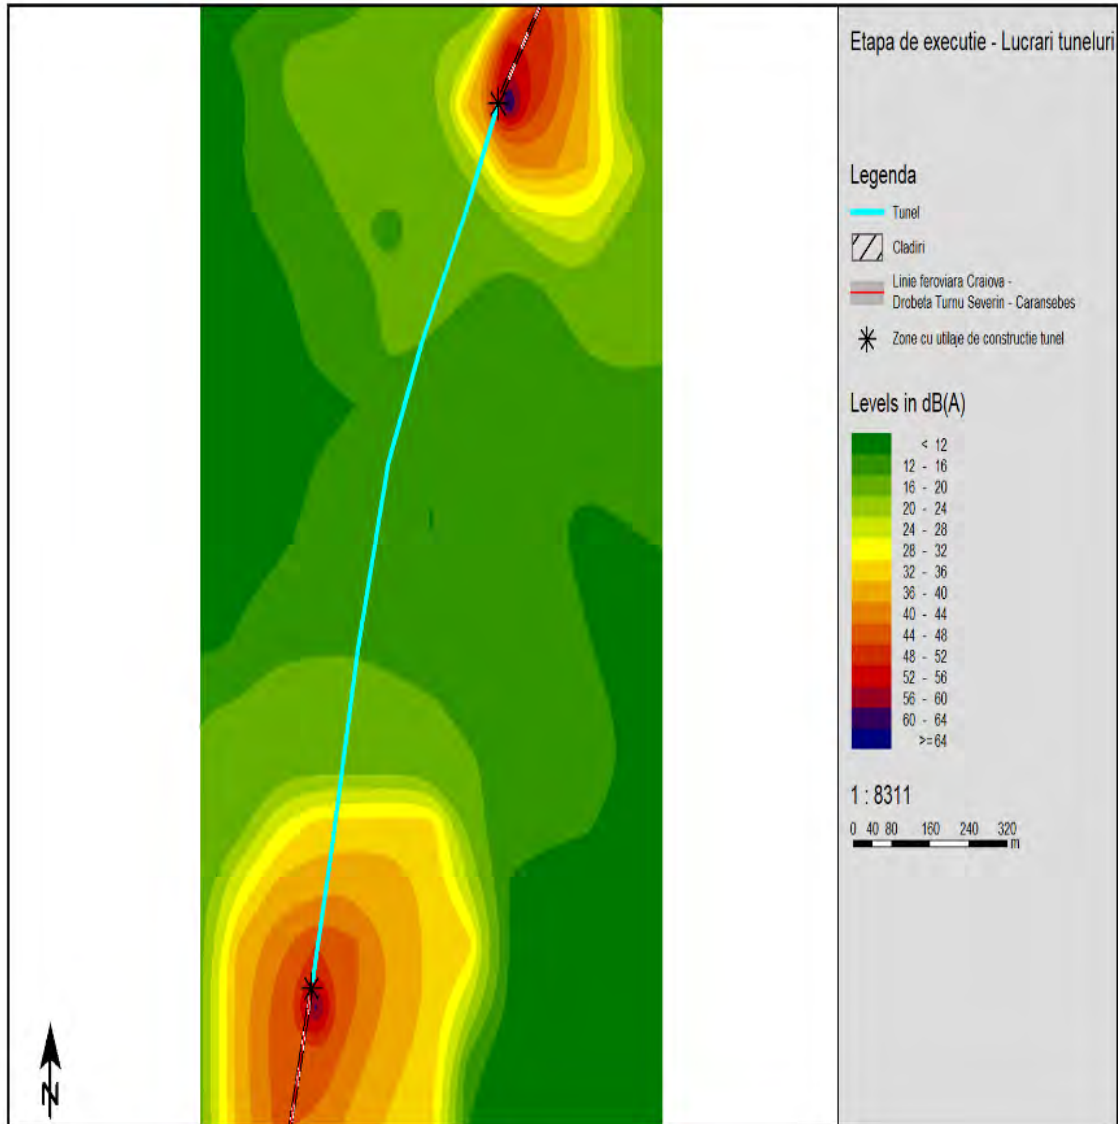 Etapa de executie - Lucrari tuneluri
Legenda
Tunel
Cladiri
Linie feroviara Craiova -
Drobeta Turnu Severin - Caransebes
Zone cu utilaje de constructie tunel
Levels in dB(A)
< 12
12 - 16
16 - 20
20 - 24
24 - 28
28 - 32
32 - 36
36 - 40
40 - 44
44 - 48
48 - 52
52 - 56
56 - 60
60 - 64
>=64
1 : 8311
0 40 80 160 240 320
m
N